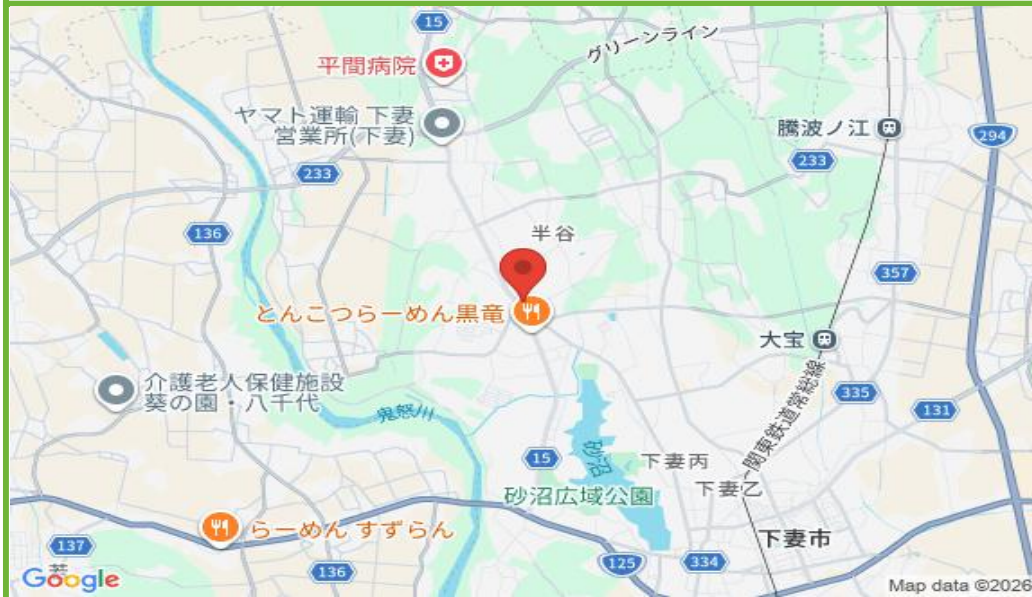 15
グリーンライン
平間病院
ヤマト運輸 下妻
営業所(下妻)
騰波ノ江
294
233
233
136
半谷
357
とんこつらーめん黒竜
大宝
介護老人保健施設
葵の園・八千代
335
131
鬼怒川
関東鉄道常総線
砂沼
15
下妻丙
下妻乙
砂沼広域公園
らーめん すずらん
下妻市
137
136
125
334
Google
Map data ©2026